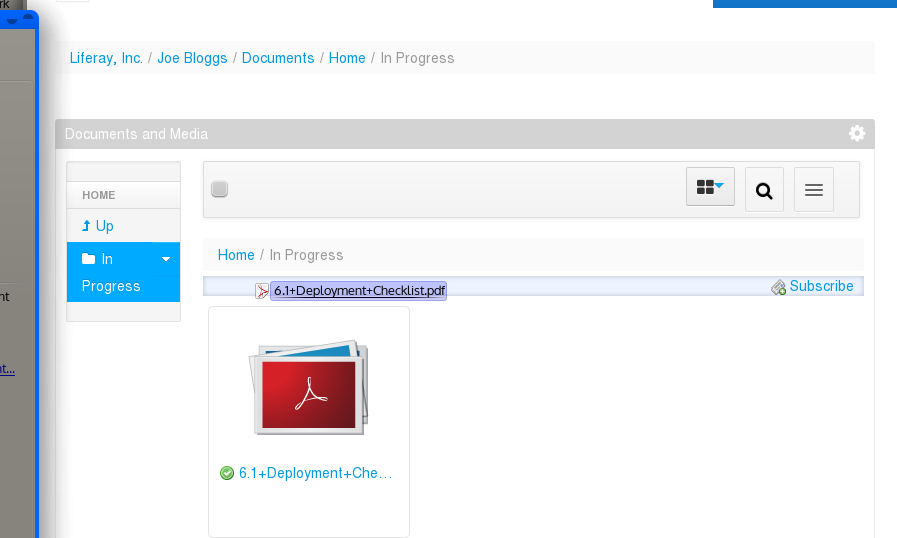 rk
Liferay, Inc. / Joe Bloggs / Documents / Home / In Progress
Documents and Media
HOME
Up
In
Progress
Home / In Progress
6.1+Deployment+Checklist.pdf
Subscribe
nt
nt...
6.1+Deployment+Che...